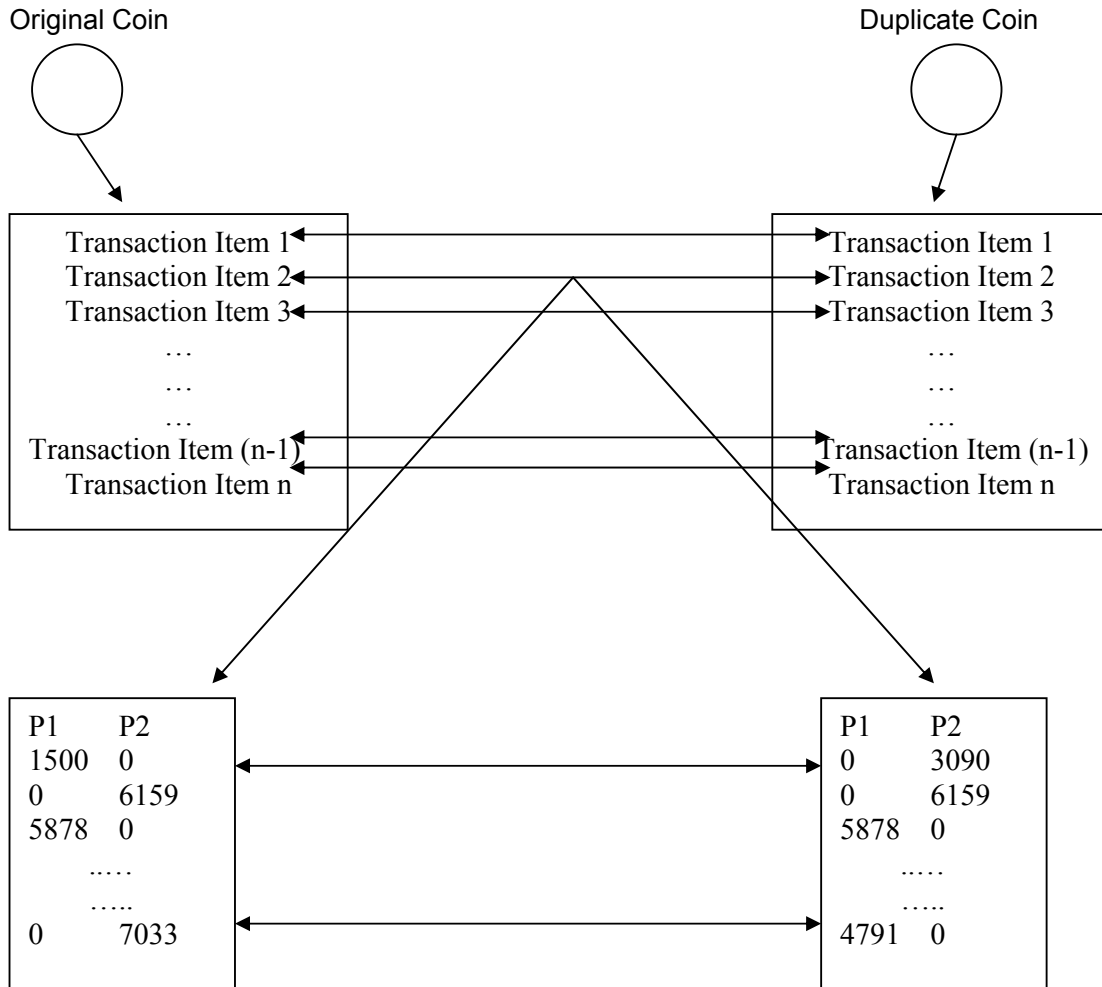 Original Coin
Duplicate Coin
Transaction Item 1
Transaction Item 2
Transaction Item 3
…
…
…
Transaction Item (n-1)
Transaction Item n
Transaction Item 1
Transaction Item 2
Transaction Item 3
…
…
…
Transaction Item (n-1)
Transaction Item n
P1 P2
1500 0
0 6159
5878 0
.....
.....
0 7033
P1 P2
0 3090
0 6159
5878 0
.....
.....
4791 0